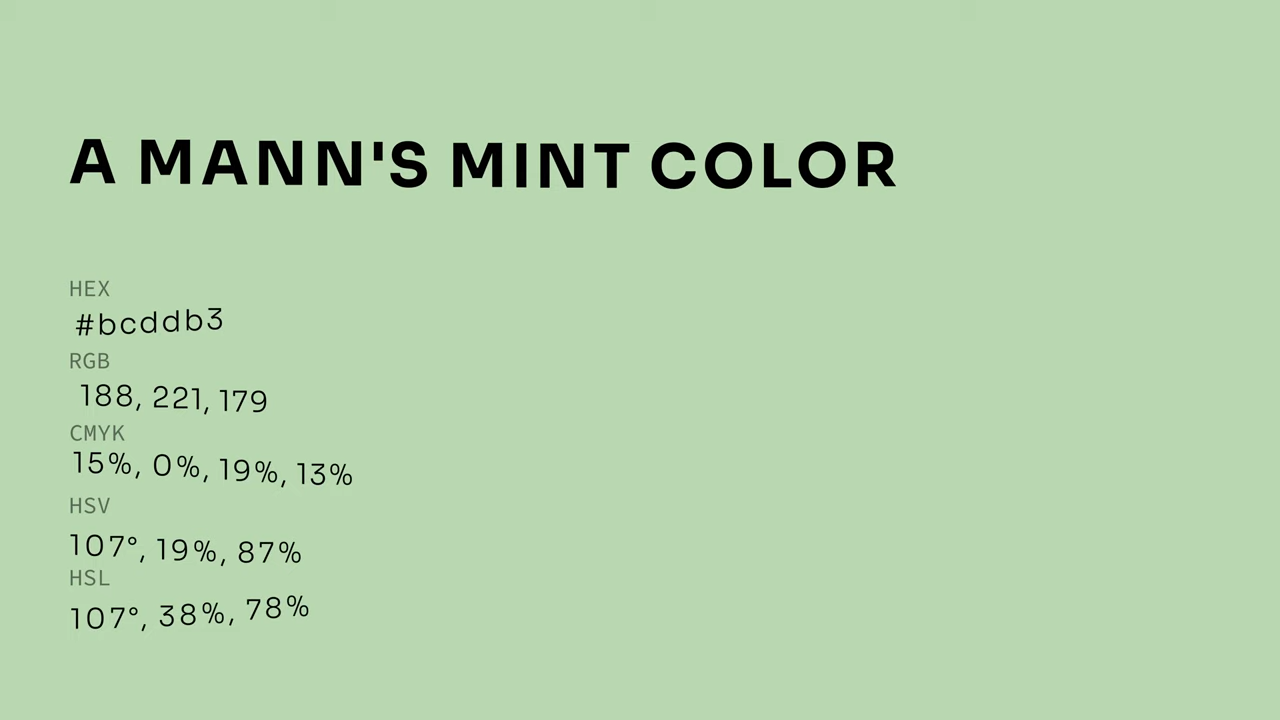 A MANN'S MINT COLOR
HEX
#bcddb3
RGB
188, 221, 179
CMYK
15%, 0%, 19%, 13%
HSV
107°, 19%, 87%
HSL
107°, 38%, 78%